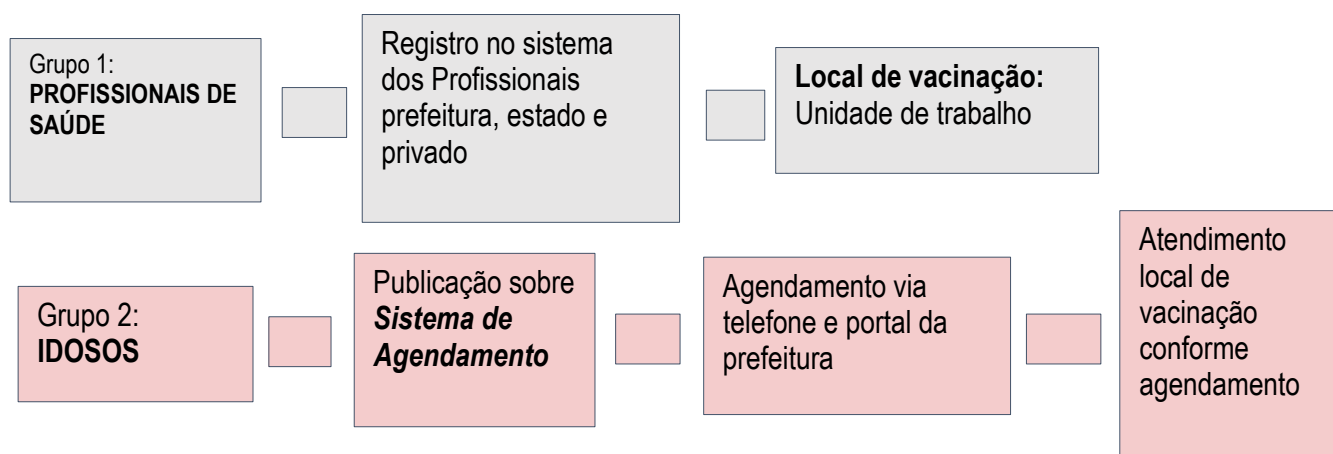 Grupo 1:
PROFISSIONAIS DE
SAÚDE
Registro no sistema
dos Profissionais
prefeitura, estado e
privado
Local de vacinação:
Unidade de trabalho
Grupo 2:
IDOSOS
Publicação sobre
Sistema de
Agendamento
Agendamento via
telefone e portal da
prefeitura
Atendimento
local de
vacinação
conforme
agendamento